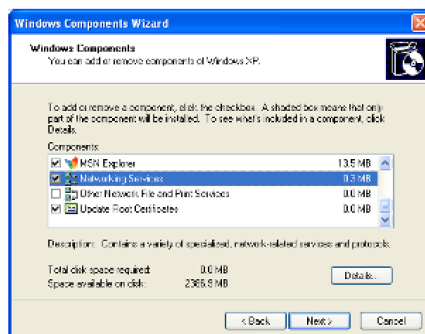 Windows Components Wizard
Windows Components
You can add or remove components of Windows XP.
To add or remove a component, click the checkbox. A shaded box means that only
part of the component will be installed. To see what's included in a component, click
Details.
Components:
MSN Explorer 13.5 MB
Networking Services 0.3 MB
Other Network File and Print Services 0.0 MB
Update Root Certificates 0.0 MB
Description: Contains a variety of specialized, network-related services and protocols.
Total disk space required: 0.0 MB
Space available on disk: 2386.9 MB
Details...
< Back
Next >
Cancel